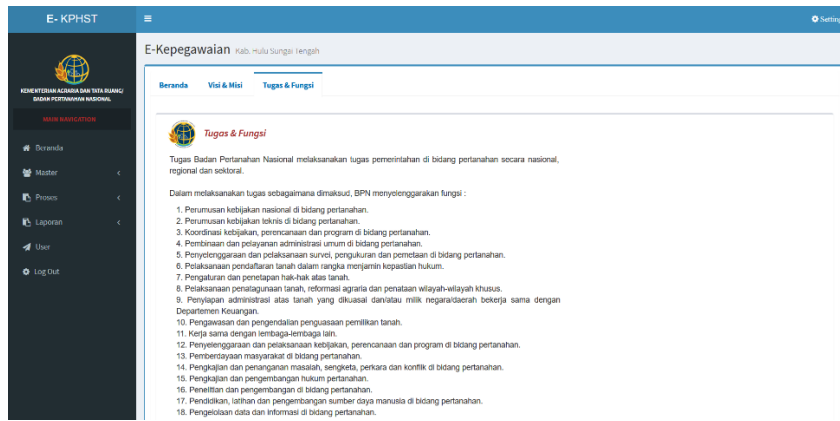 E- KPHST
Setting
E-Kepegawaian Kab. Hulu Sungai Tengah
KEMENTERIAN AGRARIA DAN TATA RUANG/
BADAN PERTANAHAN NASIONAL
MAIN NAVIGATION
Beranda
Master
Proses
Laporan
User
Log Out
Beranda Visi & Misi Tugas & Fungsi
Tugas & Fungsi
Tugas Badan Pertanahan Nasional melaksanakan tugas pemerintahan di bidang pertanahan secara nasional,
regional dan sektoral.
Dalam melaksanakan tugas sebagaimana dimaksud, BPN menyelenggarakan fungsi :
1. Perumusan kebijakan nasional di bidang pertanahan.
2. Perumusan kebijakan teknis di bidang pertanahan.
3. Koordinasi kebijakan, perencanaan dan program di bidang pertanahan.
4. Pembinaan dan pelayanan administrasi umum di bidang pertanahan.
5. Penyelenggaraan dan pelaksanaan survei, pengukuran dan pemetaan di bidang pertanahan.
6. Pelaksanaan pendaftaran tanah dalam rangka menjamin kepastian hukum.
7. Pengaturan dan penetapan hak-hak atas tanah.
8. Pelaksanaan penatagunaan tanah, reformasi agraria dan penataan wilayah-wilayah khusus.
9. Penyiapan administrasi atas tanah yang dikuasai dan/atau milik negara/daerah bekerja sama dengan
Departemen Keuangan.
10. Pengawasan dan pengendalian penguasaan pemilikan tanah.
11. Kerja sama dengan lembaga-lembaga lain.
12. Penyelenggaraan dan pelaksanaan kebijakan, perencanaan dan program di bidang pertanahan.
13. Pemberdayaan masyarakat di bidang pertanahan.
14. Pengkajian dan penanganan masalah, sengketa, perkara dan konflik di bidang pertanahan.
15. Pengkajian dan pengembangan hukum pertanahan.
16. Penelitian dan pengembangan di bidang pertanahan.
17. Pendidikan, latihan dan pengembangan sumber daya manusia di bidang pertanahan.
18. Pengelolaan data dan informasi di bidang pertanahan.